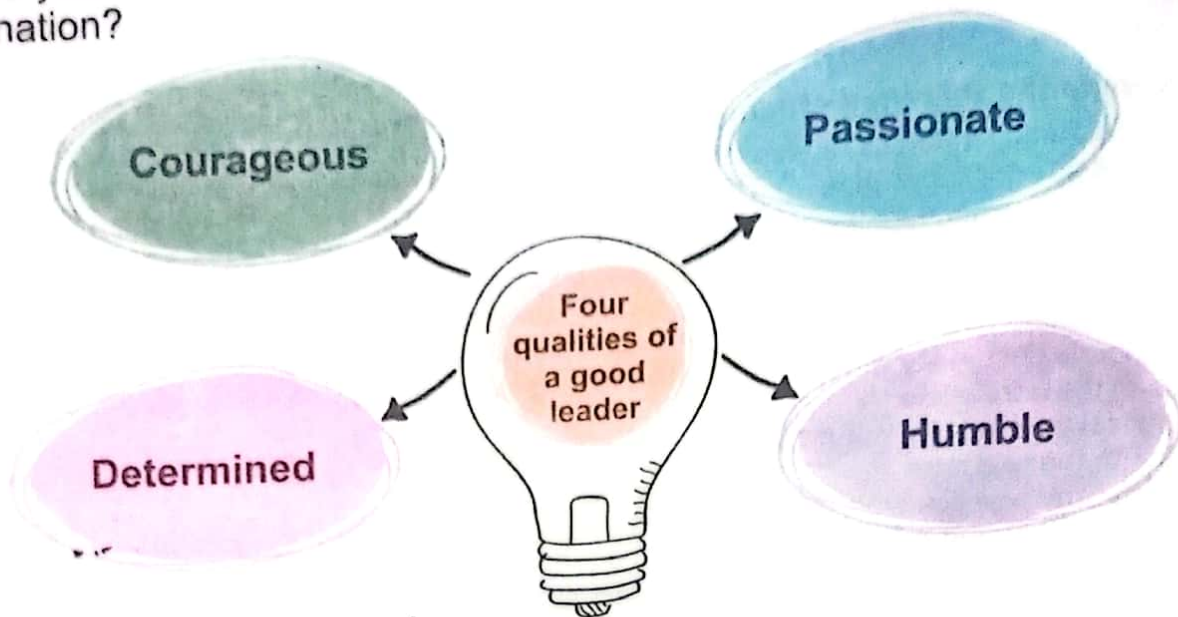 nation?
Courageous
Passionate
Four
qualities of
a good
leader
Determined
Humble